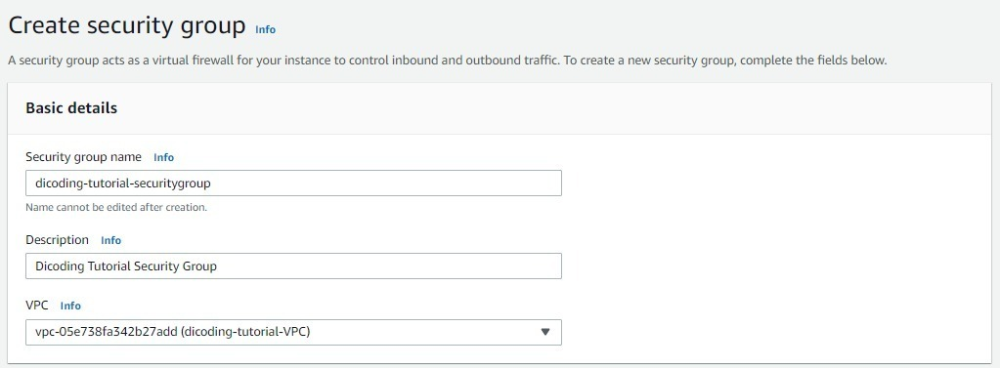 Create security group Info
A security group acts as a virtual firewall for your instance to control inbound and outbound traffic. To create a new security group, complete the fields below.
Basic details
Security group name Info
dicoding-tutorial-securitygroup
Name cannot be edited after creation.
Description Info
Dicoding Tutorial Security Group
VPC Info
vpc-05e738fa342b27add (dicoding-tutorial-VPC)